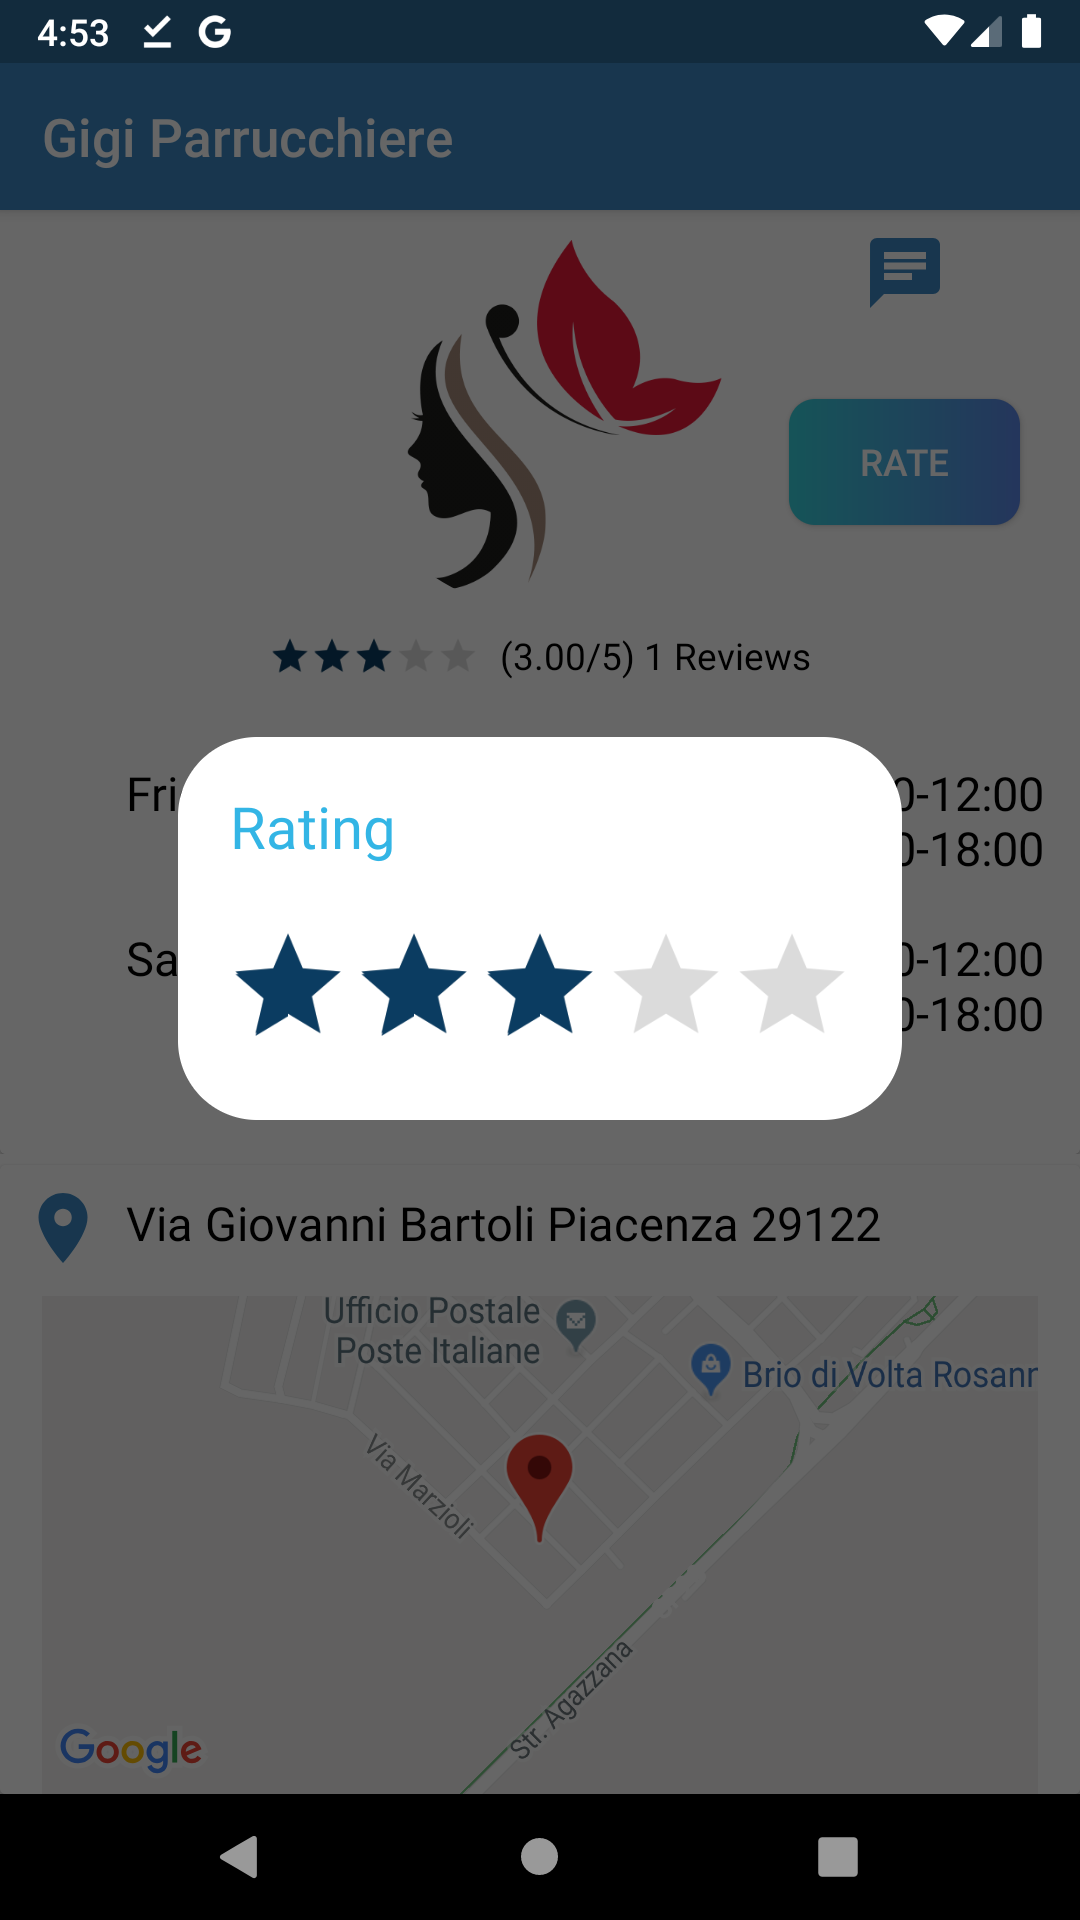 4:53
Gigi Parrucchiere
RATE
(3.00/5) 1 Reviews
Fri
0-12:00
0-18:00
Rating
Sa
0-12:00
0-18:00
Via Giovanni Bartoli Piacenza 29122
Ufficio Postale
Poste Italiane
Brio di Volta Rosann
Via Marzioli
Str. Agazzana
Google